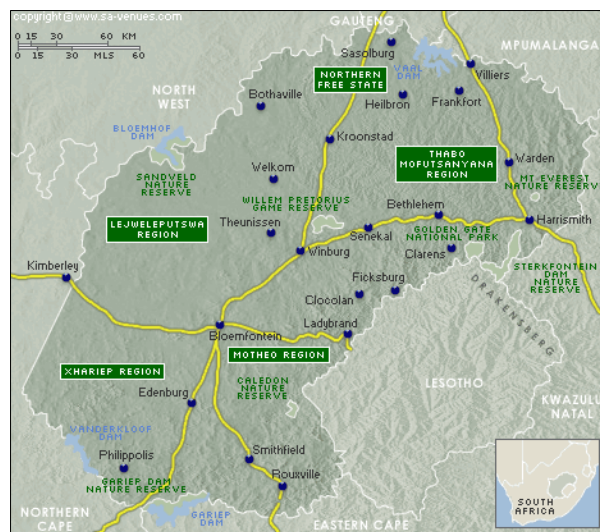 copyright@www.sa-venues.com
0 15 30 60 KM
0 15 30 MLS 60
GAUTENG
Sasolburg
MPUMALANGA
VAAL
DAM
Villiers
NORTHERN
FREE STATE
NORTH
WEST
Bothaville
Heilbron
Frankfort
BLOEMHOF
DAM
Kroonstad
THABO
MOFUTSANYANA
REGION
Warden
Welkom
SANDVELD
NATURE
RESERVE
MT EVEREST
NATURE RESERVE
WILLEM PRETORIUS
GAME RESERVE
Bethlehem
LEJWELEPUTSWA
REGION
Theunissen
Harrismith
Senekal
GOLDEN GATE
NATIONAL PARK
Winburg
Clarens
Kimberley
STERKFONTEIN
DAM
NATURE
RESERVE
Ficksburg
DRAKENSBERG
Clocolan
Ladybrand
Bloemfontein
MOTHEO REGION
XHARIEP REGION
LESOTHO
CALEDON
NATURE
RESERVE
Edenburg
KWAZULU
NATAL
VANDERKLOOF
DAM
Philippolis
Smithfield
GARIEP DAM
NATURE RESERVE
Rouxville
SOUTH
AFRICA
GARIEP
DAM
NORTHERN
CAPE
EASTERN CAPE